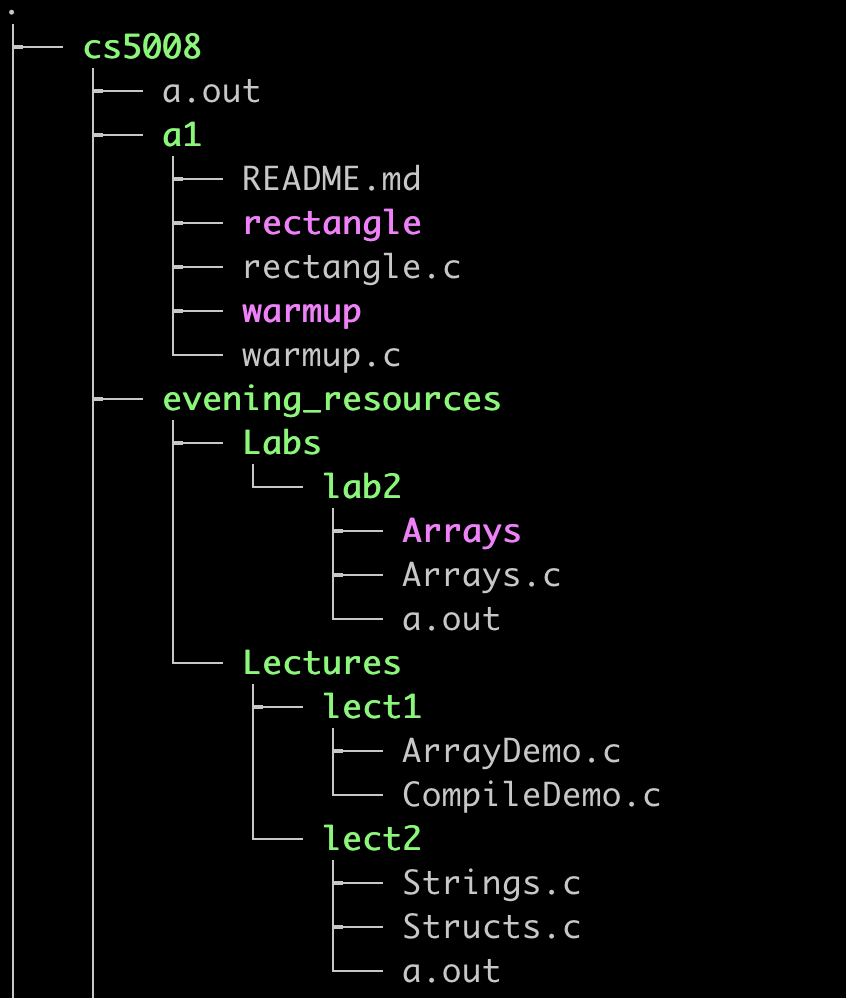 .
cs5008
a.out
a1
README.md
rectangle
rectangle.c
warmup
warmup.c
evening_resources
Labs
lab2
Arrays
Arrays.c
a.out
Lectures
lect1
ArrayDemo.c
CompileDemo.c
lect2
Strings.c
Structs.c
a.out